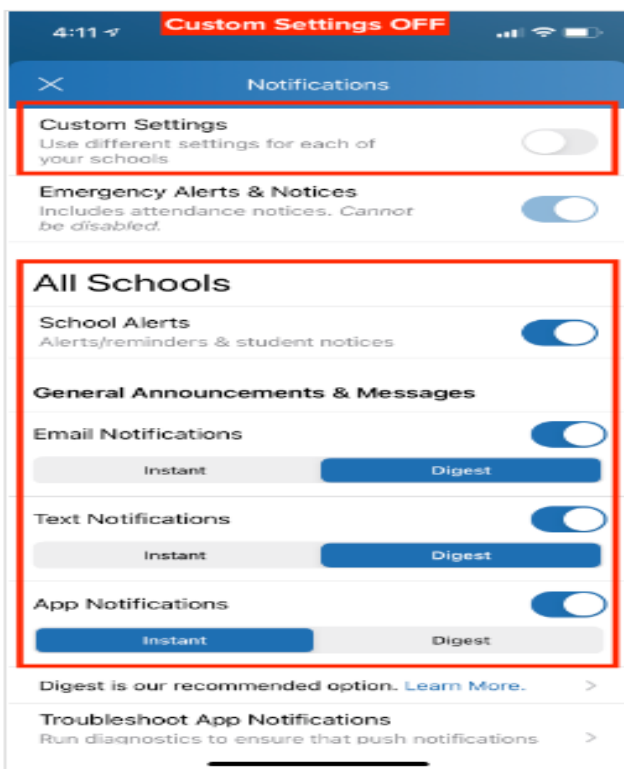 Custom Settings OFF
4:11
Notifications
Custom Settings
Use different settings for each of
your schools
Emergency Alerts & Notices
Includes attendance notices. Cannot
be disabled.
All Schools
School Alerts
Alerts/reminders & student notices
General Announcements & Messages
Email Notifications
Instant Digest
Text Notifications
Instant Digest
App Notifications
Instant Digest
Digest is our recommended option. Learn More.
Troubleshoot App Notifications
Run diagnostics to ensure that push notifications